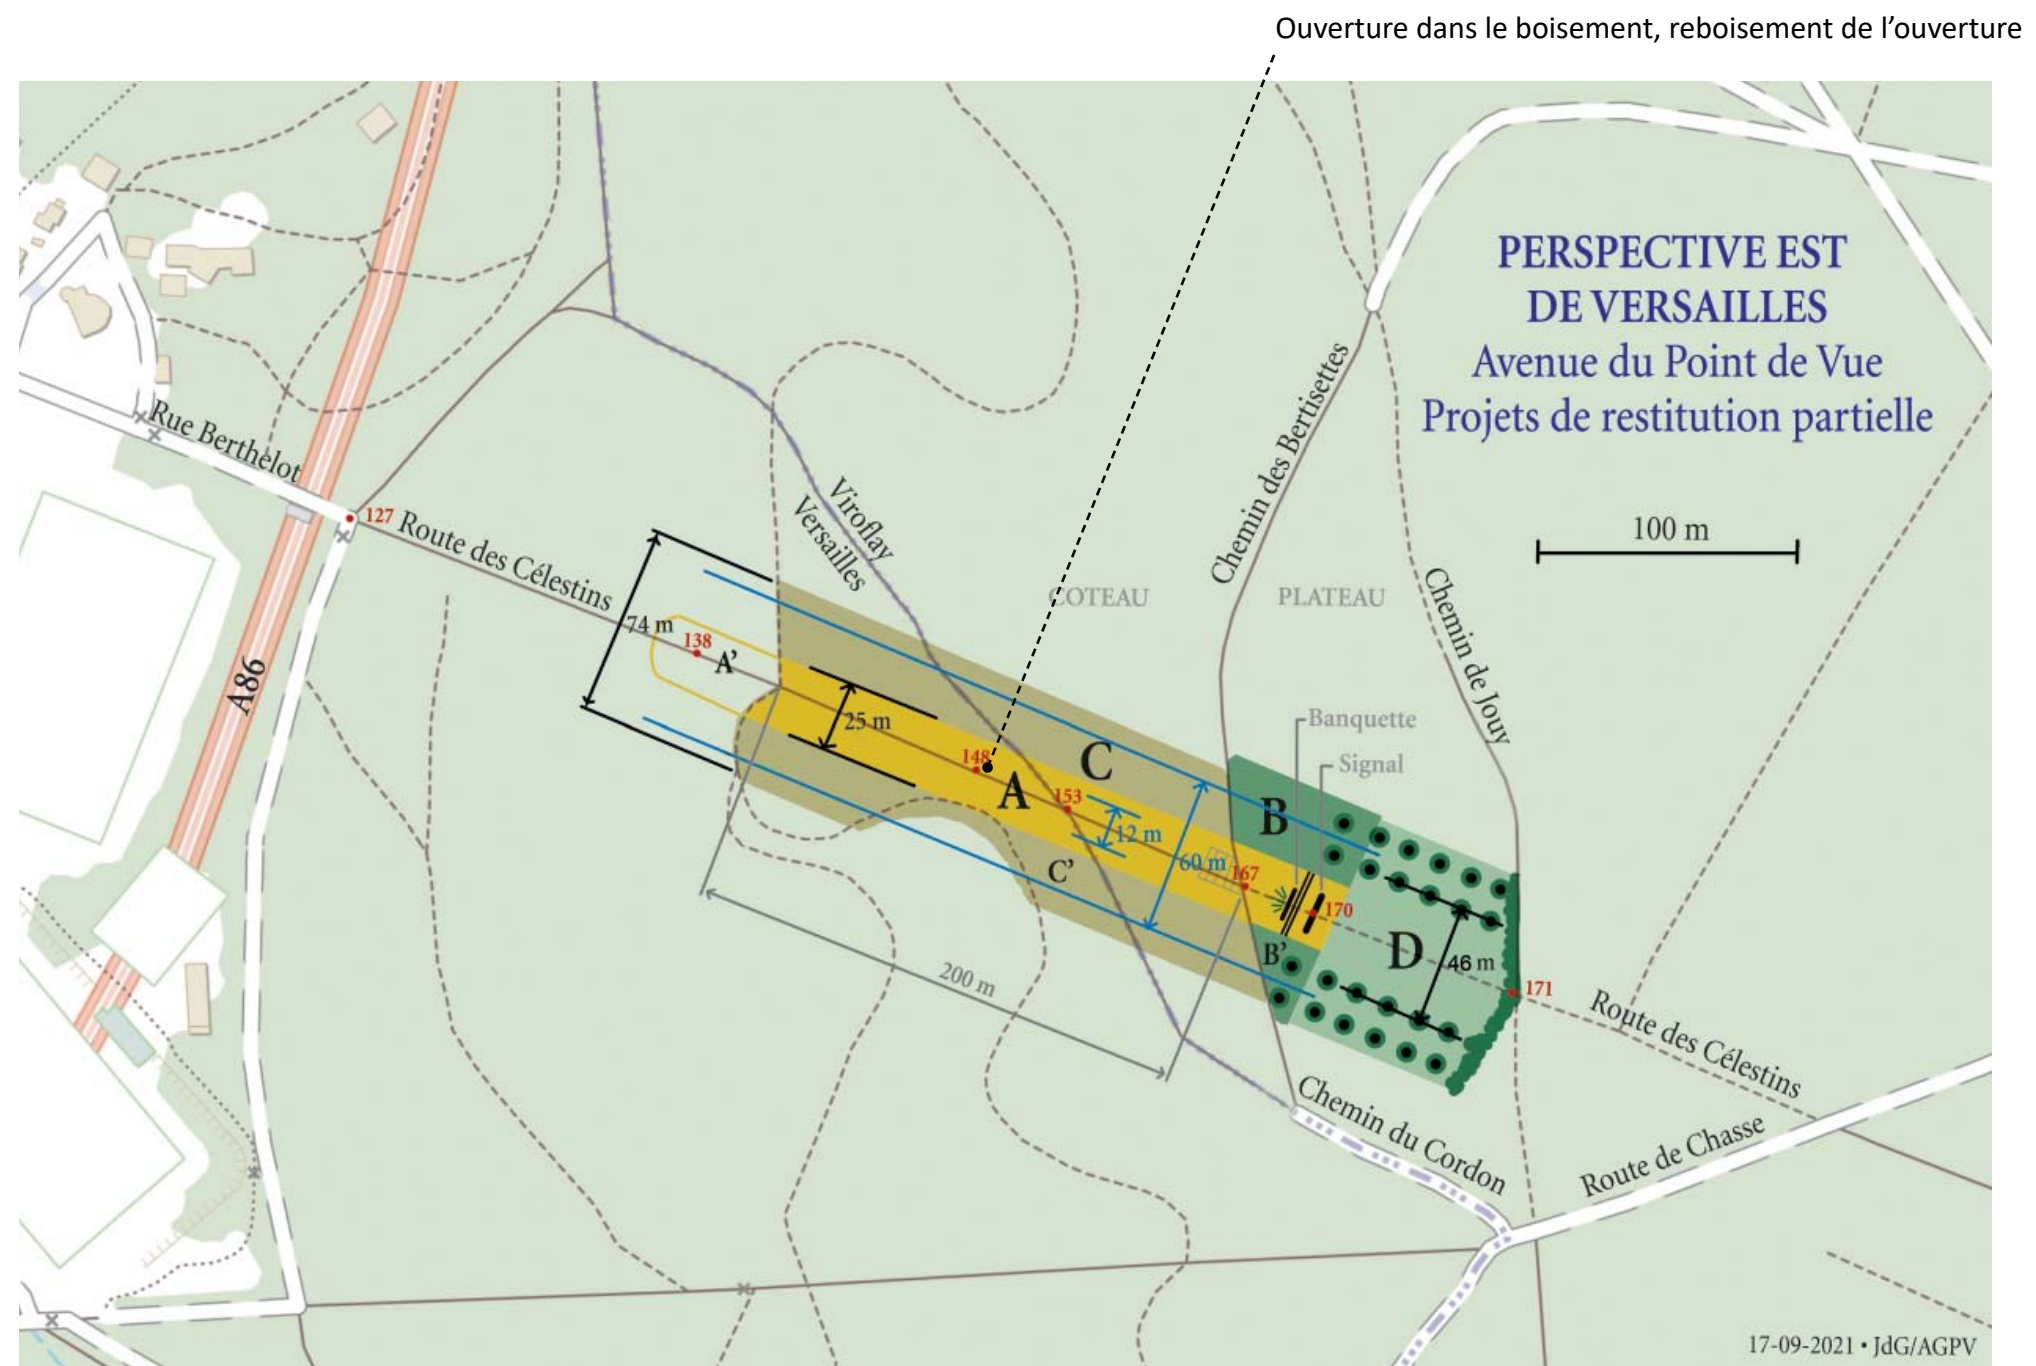 Ouverture dans le boisement, reboisement de l’ouverture
PERSPECTIVE EST
DE VERSAILLES
Avenue du Point de Vue
Projets de restitution partielle
100 m
Rue Berthelot
A86
127
Route des Célestins
Viroflay
Versailles
Chemin des Bertisettes
Chemin de Jouy
COTEAU
PLATEAU
74 m
138
A’
25 m
148
A
153
C
12 m
60 m
C’
167
Banquette
Signal
B
170
B’
D
46 m
171
200 m
Route des Célestins
Chemin du Cordon
Route de Chasse
17-09-2021 • JdG/AGPV